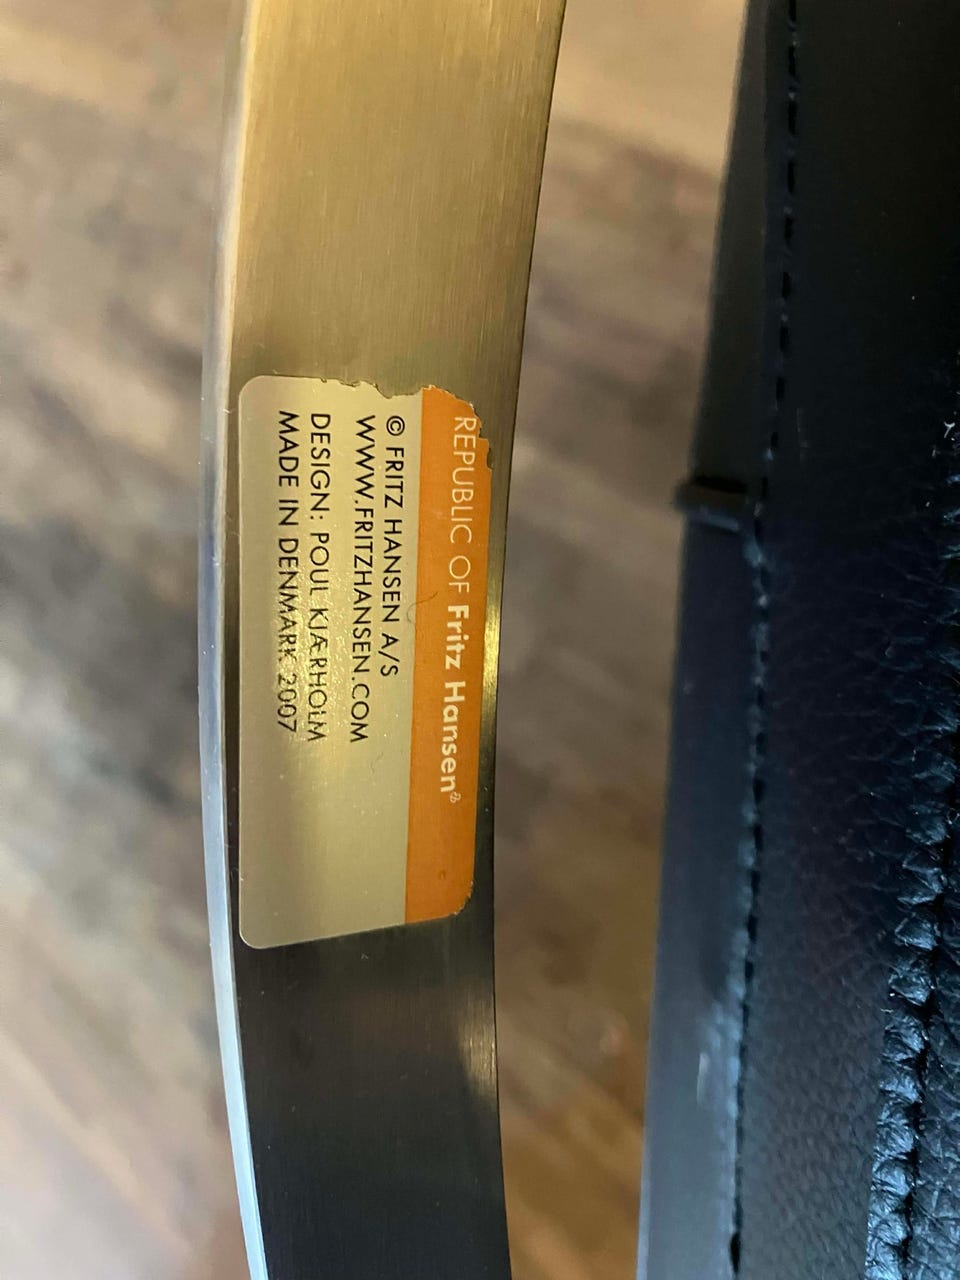 REPUBLIC OF Fritz Hansen®
© FRITZ HANSEN A/S
WWW.FRITZHANSEN.COM
DESIGN: POUL KJÆRHOLM
MADE IN DENMARK 2007